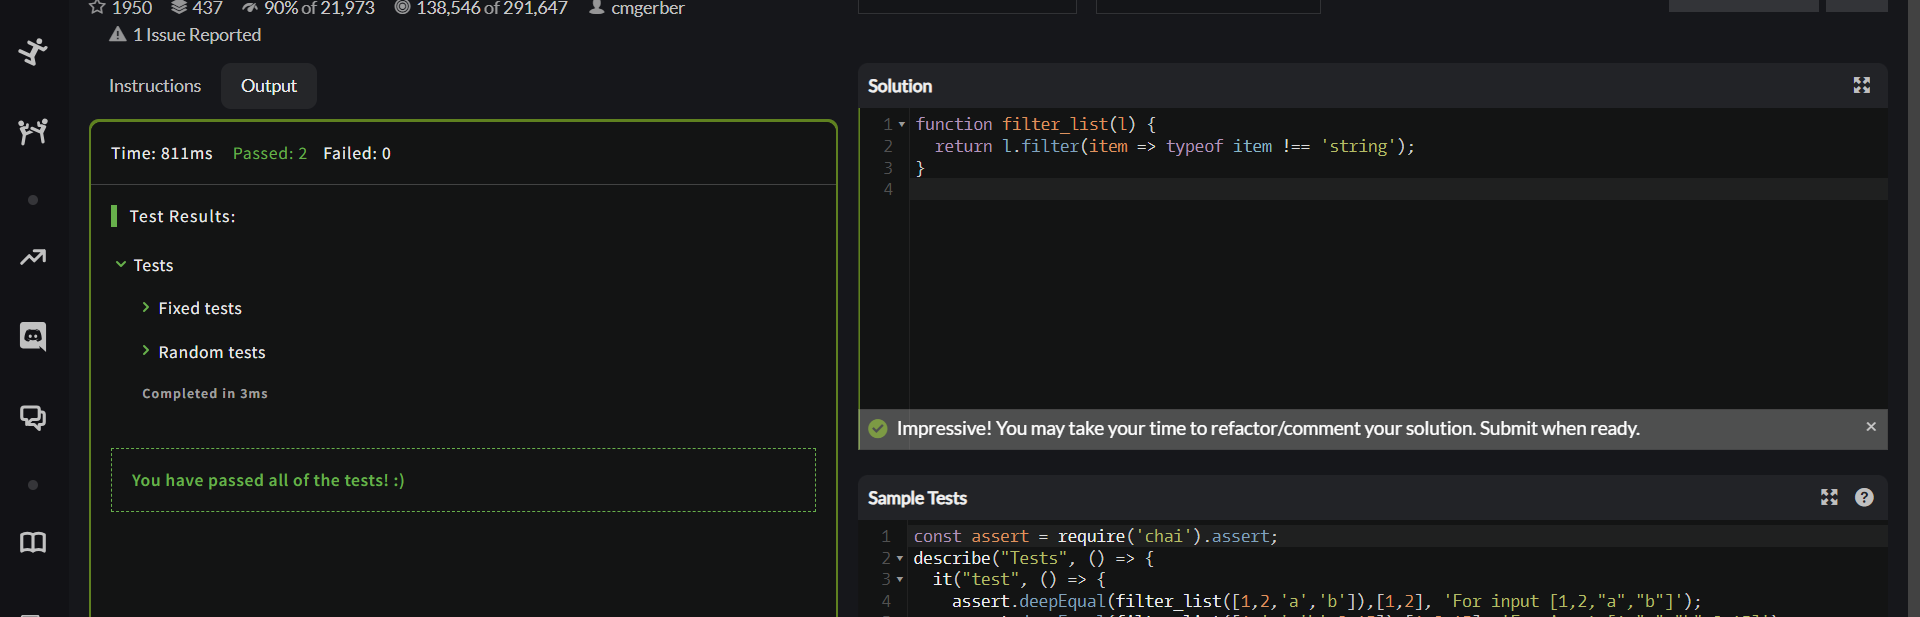 1950 437 90% of 21,973 138,546 of 291,647 cmgerber
1 Issue Reported
Instructions Output
Time: 811ms Passed: 2 Failed: 0
Test Results:
Tests
Fixed tests
Random tests
Completed in 3ms
You have passed all of the tests! :)
Solution
1 function filter_list(l) {
2 return l.filter(item => typeof item !== 'string');
3 }
4
Impressive! You may take your time to refactor/comment your solution. Submit when ready. ×
Sample Tests
1 const assert = require('chai').assert;
2 describe("Tests", () => {
3 it("test", () => {
4 assert.deepEqual(filter_list([1,2,'a','b']),[1,2], 'For input [1,2,"a","b"]');